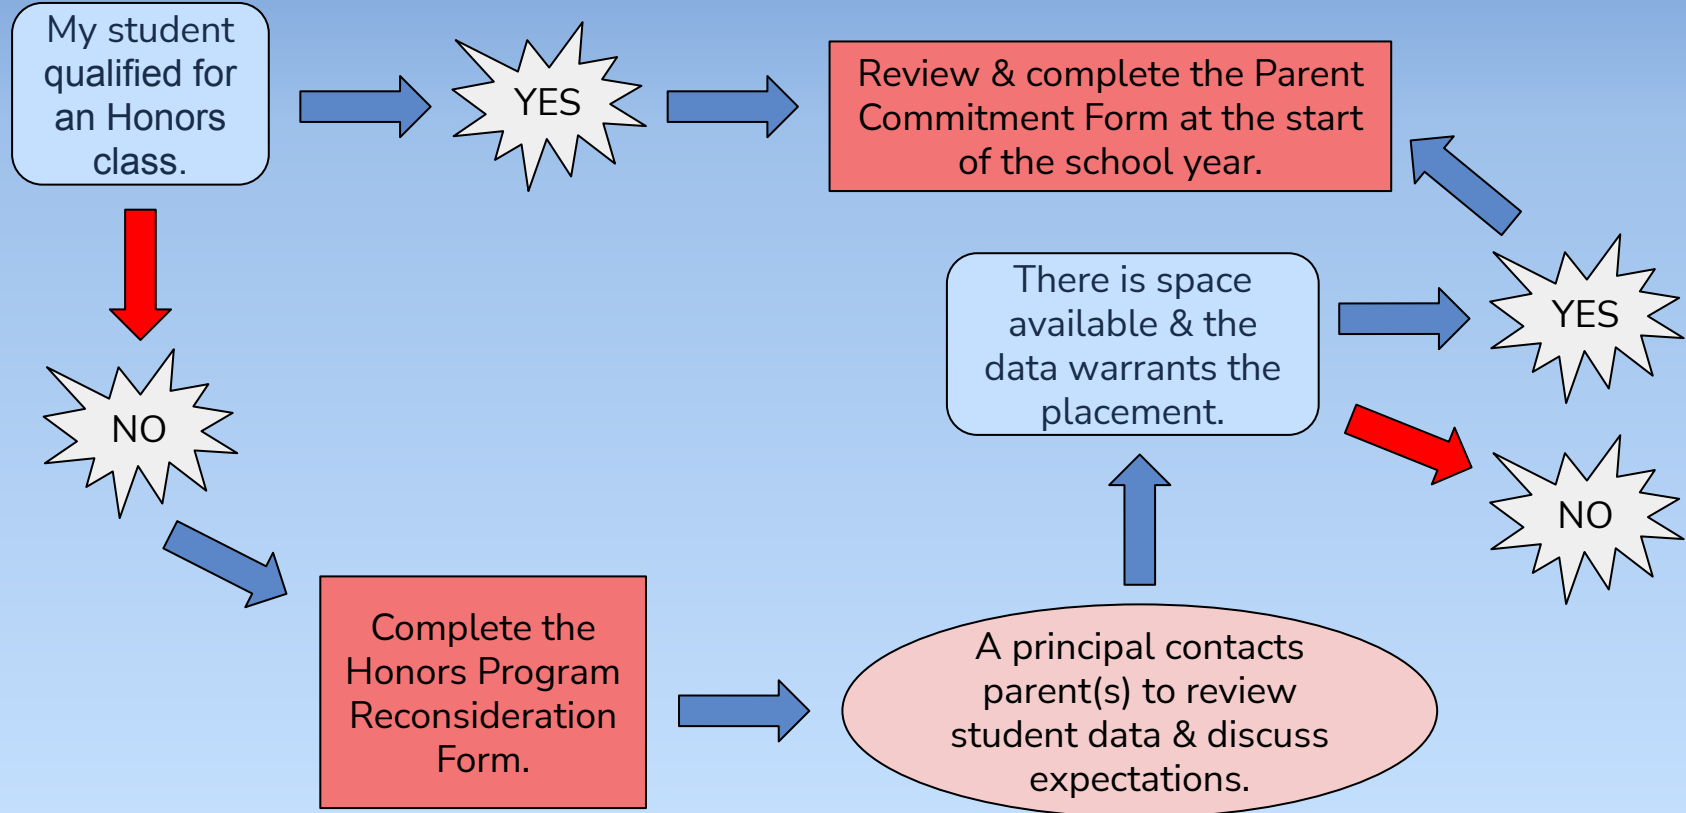 My student
qualified for
an Honors
class.
YES
Review & complete the Parent
Commitment Form at the start
of the school year.
NO
Complete the
Honors Program
Reconsideration
Form.
A principal contacts
parent(s) to review
student data & discuss
expectations.
There is space
available & the
data warrants the
placement.
YES
NO